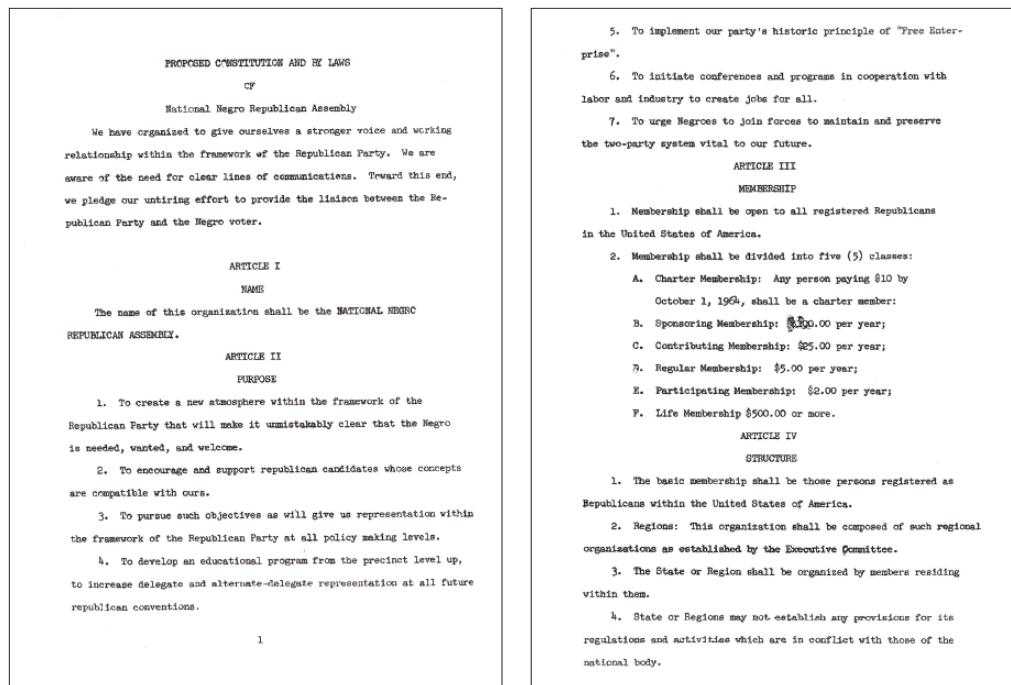 PROPOSED CONSTITUTION AND BY LAWS
OF
National Negro Republican Assembly
We have organized to give ourselves a stronger voice and working
relationship within the framework of the Republican Party. We are
aware of the need for clear lines of communications. Toward this end,
we pledge our untiring effort to provide the liaison between the Re-
publican Party and the Negro voter.
ARTICLE I
NAME
The name of this organization shall be the NATIONAL NEGRO
REPUBLICAN ASSEMBLY.
ARTICLE II
PURPOSE
1. To create a new atmosphere within the framework of the
Republican Party that will make it unmistakably clear that the Negro
is needed, wanted, and welcome.
2. To encourage and support republican candidates whose concepts
are compatible with ours.
3. To pursue such objectives as will give us representation within
the framework of the Republican Party at all policy making levels.
4. To develop an educational program from the precinct level up,
to increase delegate and alternate-delegate representation at all future
republican conventions.
1
5. To implement our party's historic principle of "Free Enter-
prise".
6. To initiate conferences and programs in cooperation with
labor and industry to create jobs for all.
7. To urge Negroes to join forces to maintain and preserve
the two-party system vital to our future.
ARTICLE III
MEMBERSHIP
1. Membership shall be open to all registered Republicans
in the United States of America.
2. Membership shall be divided into five (5) classes:
A. Charter Membership: Any person paying $10 by
October 1, 1964, shall be a charter member:
B. Sponsoring Membership: per year;
C. Contributing Membership: $25.00 per year;
D. Regular Membership: $5.00 per year;
E. Participating Membership: $2.00 per year;
F. Life Membership $500.00 or more.
ARTICLE IV
STRUCTURE
1. The basic membership shall be those persons registered as
Republicans within the United States of America.
2. Regions: This organization shall be composed of such regional
organizations as established by the Executive Committee.
3. The State or Region shall be organized by members residing
within them.
4. State or Regions may not establish any provisions for its
regulations and activities which are in conflict with those of the
national body.